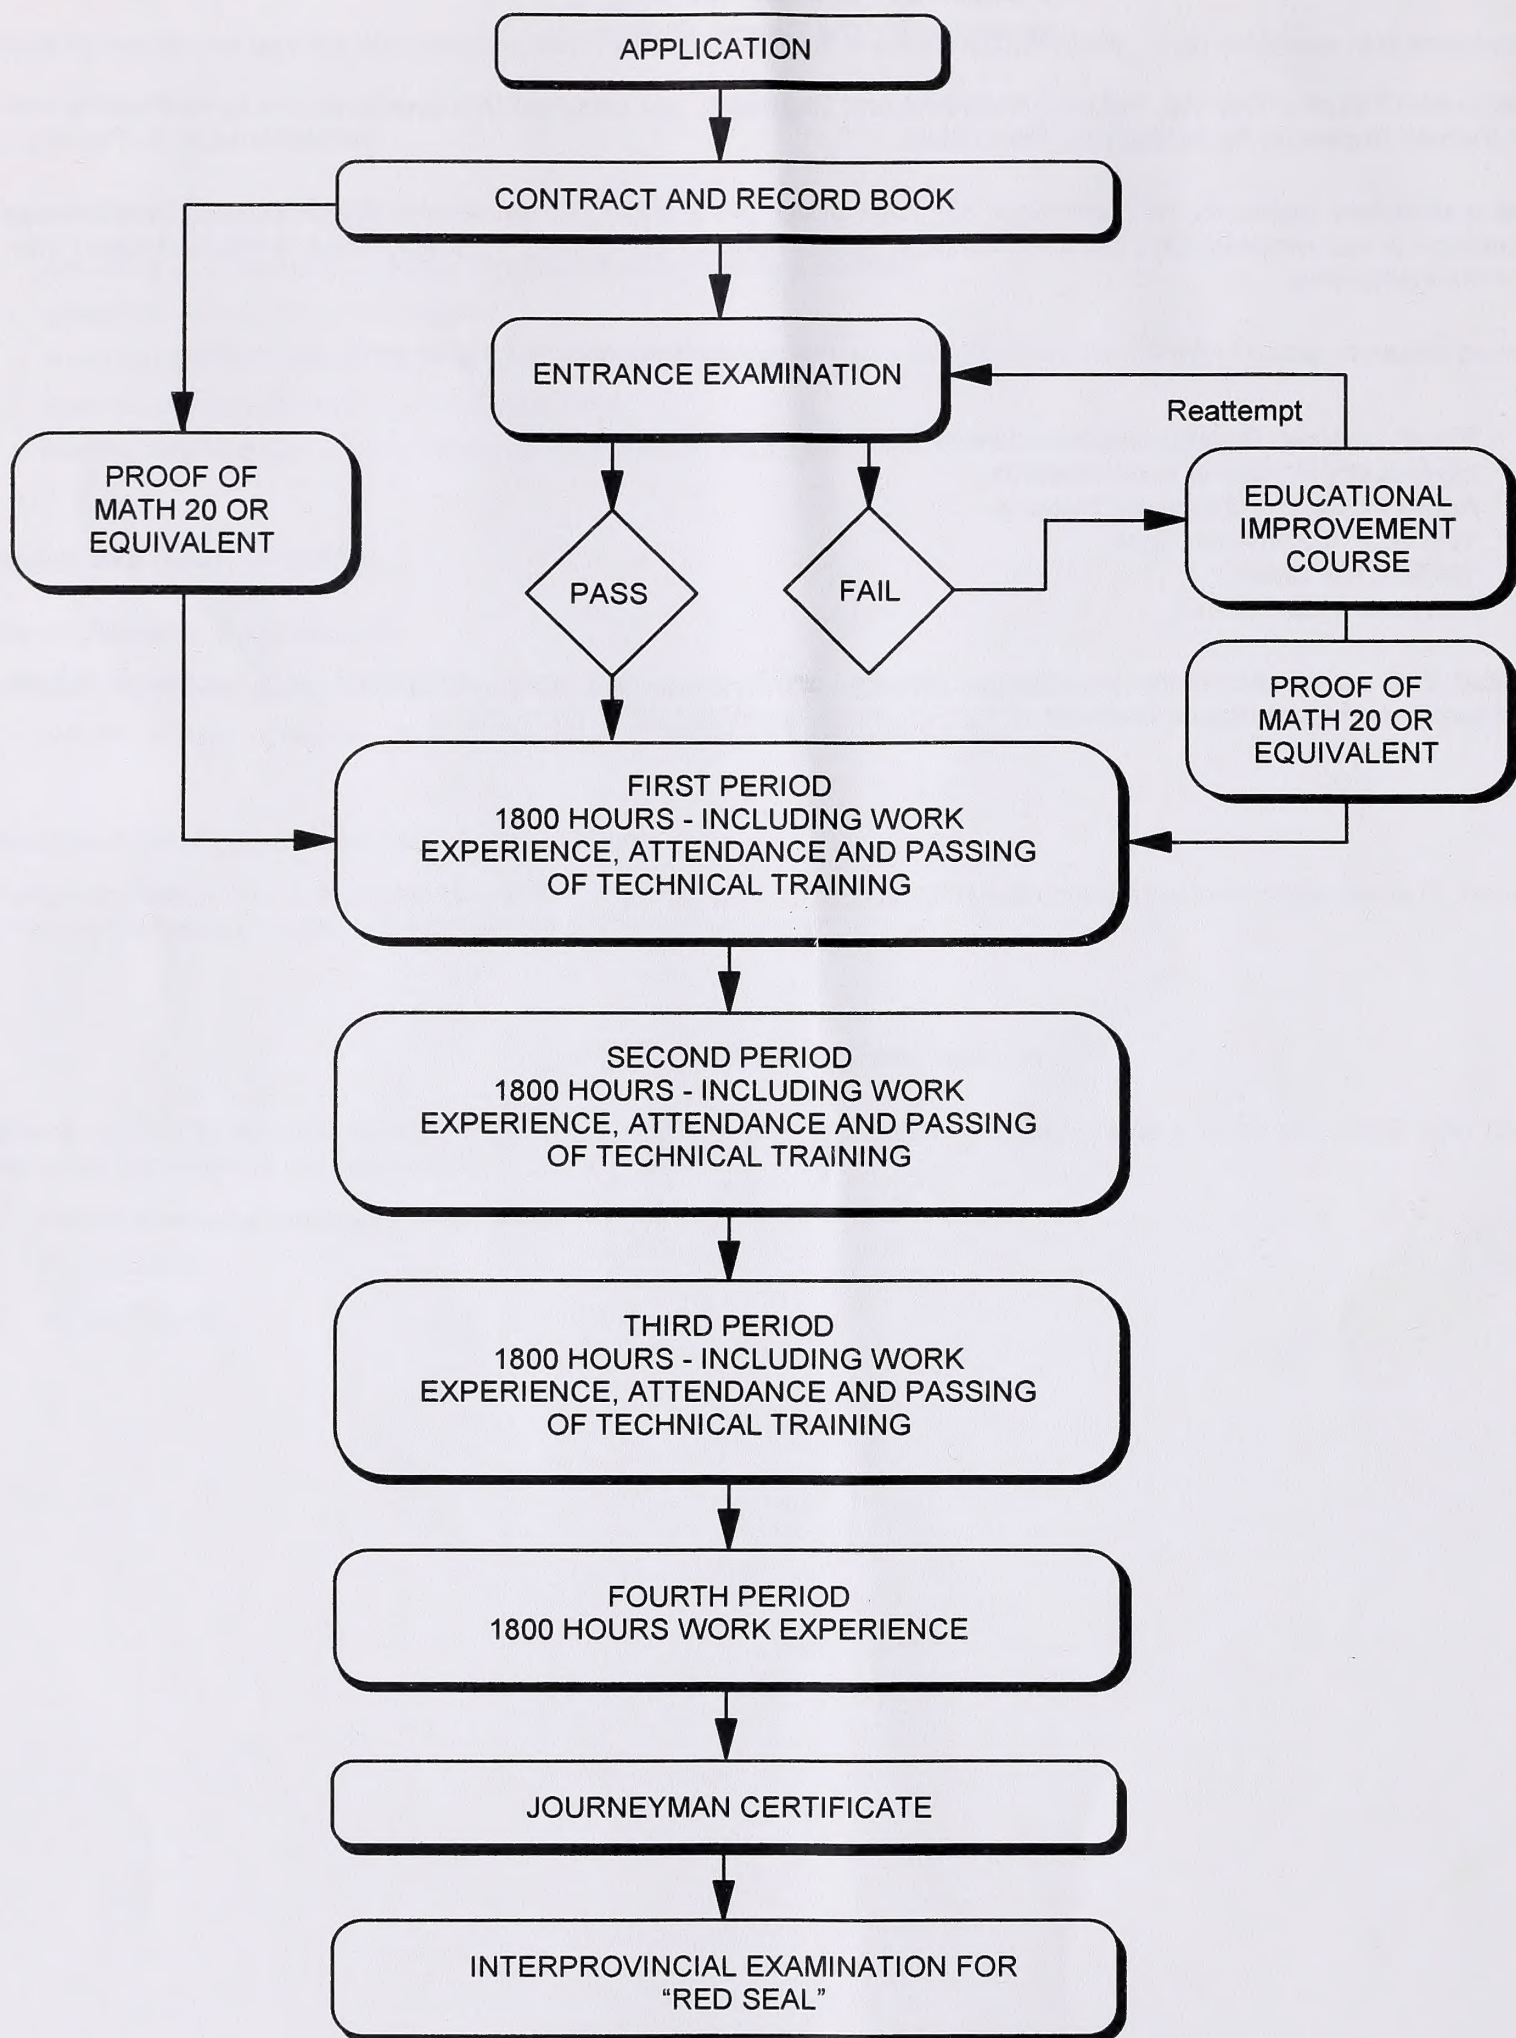 APPLICATION
CONTRACT AND RECORD BOOK
ENTRANCE EXAMINATION
Reattempt
PROOF OF
MATH 20 OR
EQUIVALENT
PASS
FAIL
EDUCATIONAL
IMPROVEMENT
COURSE
PROOF OF
MATH 20 OR
EQUIVALENT
FIRST PERIOD
1800 HOURS - INCLUDING WORK
EXPERIENCE, ATTENDANCE AND PASSING
OF TECHNICAL TRAINING
SECOND PERIOD
1800 HOURS - INCLUDING WORK
EXPERIENCE, ATTENDANCE AND PASSING
OF TECHNICAL TRAINING
THIRD PERIOD
1800 HOURS - INCLUDING WORK
EXPERIENCE, ATTENDANCE AND PASSING
OF TECHNICAL TRAINING
FOURTH PERIOD
1800 HOURS WORK EXPERIENCE
JOURNEYMAN CERTIFICATE
INTERPROVINCIAL EXAMINATION FOR
“RED SEAL”